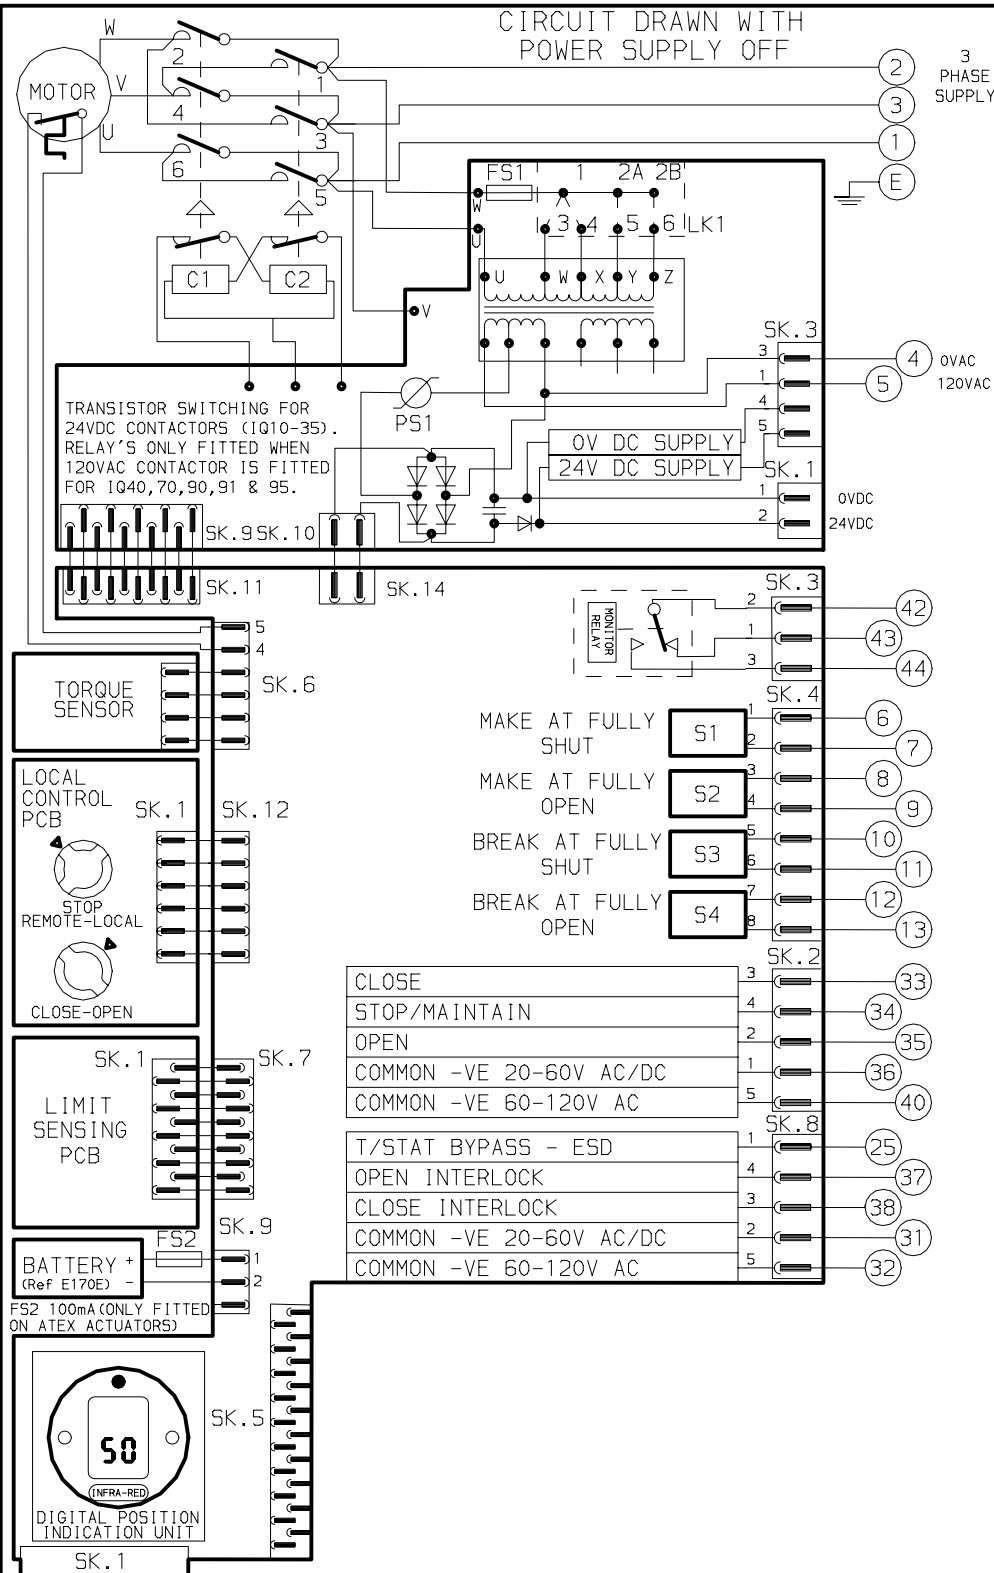 CIRCUIT DRAWN WITH
POWER SUPPLY OFF
W
2
1
MOTOR
V
4
3
U
6
5
2
3
1
E
3
PHASE
SUPPLY
FS1
1
2A
2B
W
U
3
4
5
6
LK1
C1
C2
U
W
X
Y
Z
V
SK.3
3
1
4
5
4
0VAC
5
120VAC
PS1
TRANSISTOR SWITCHING FOR
24VDC CONTACTORS (IQ10-35).
RELAY'S ONLY FITTED WHEN
120VAC CONTACTOR IS FITTED
FOR IQ40,70,90,91 & 95.
0V DC SUPPLY
24V DC SUPPLY
SK.1
1
0VDC
2
24VDC
SK.9
SK.10
SK.11
SK.14
SK.3
MONITOR
RELAY
2
42
1
43
3
44
5
4
SK.6
TORQUE
SENSOR
SK.4
MAKE AT FULLY
SHUT
S1
1
6
2
7
MAKE AT FULLY
OPEN
S2
3
8
4
9
BREAK AT FULLY
SHUT
S3
5
10
6
11
BREAK AT FULLY
OPEN
S4
7
12
8
13
LOCAL
CONTROL
PCB
SK.1
SK.12
STOP
REMOTE-LOCAL
CLOSE-OPEN
SK.2
CLOSE
3
33
STOP/MAINTAIN
4
34
OPEN
2
35
COMMON -VE 20-60V AC/DC
1
36
COMMON -VE 60-120V AC
5
40
SK.8
T/STAT BYPASS - ESD
1
25
OPEN INTERLOCK
4
37
CLOSE INTERLOCK
3
38
COMMON -VE 20-60V AC/DC
2
31
COMMON -VE 60-120V AC
5
32
SK.1
SK.7
LIMIT
SENSING
PCB
SK.9
BATTERY
(Ref E170E)
+
-
FS2
1
2
FS2 100mA(ONLY FITTED
ON ATEX ACTUATORS)
SK.5
50
INFRA-RED
DIGITAL POSITION
INDICATION UNIT
SK.1